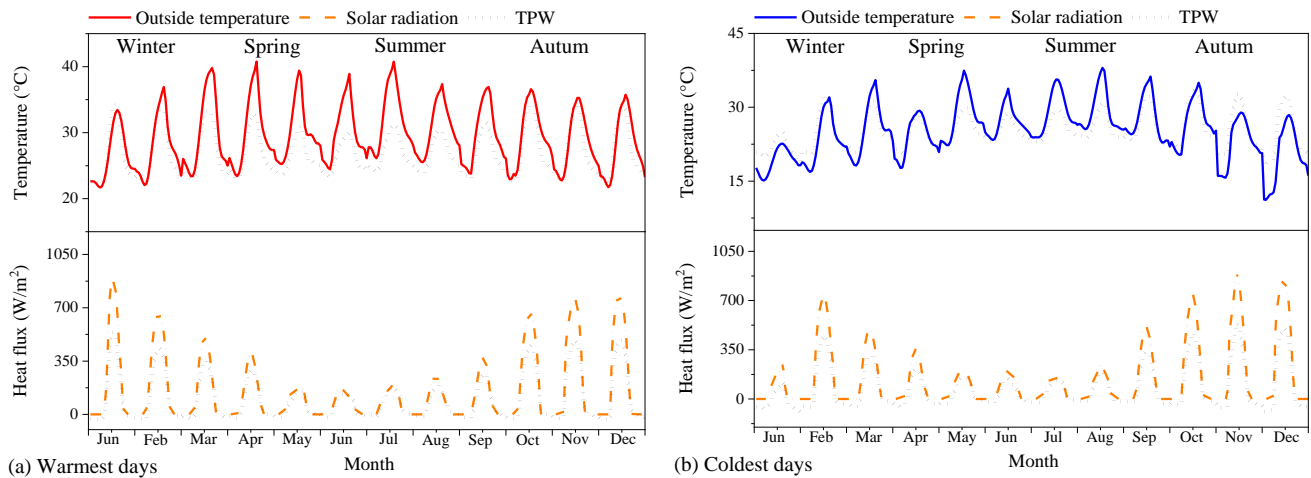 Outside temperature Solar radiation TPW
Winter Spring Summer Autum
Temperature (°C)
40
30
20
Heat flux (W/m²)
1050
700
350
0
Jun Feb Mar Apr May Jun Jul Aug Sep Oct Nov Dec
Month
(a) Warmest days
Outside temperature Solar radiation TPW
Winter Spring Summer Autum
Temperature (°C)
45
30
15
Heat flux (W/m²)
1050
700
350
0
Jun Feb Mar Apr May Jun Jul Aug Sep Oct Nov Dec
Month
(b) Coldest days